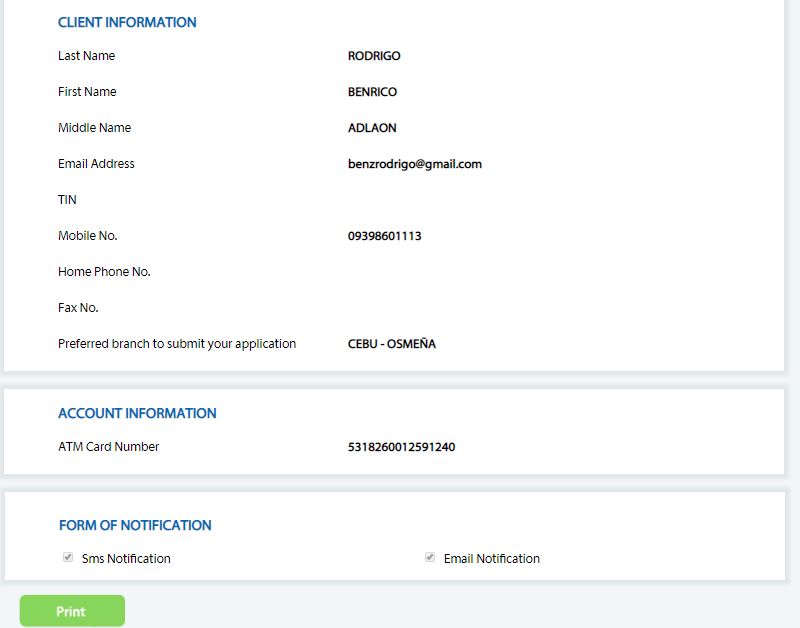 CLIENT INFORMATION
Last Name RODRIGO
First Name BENRICO
Middle Name ADLAON
Email Address benzrodrigo@gmail.com
TIN
Mobile No. 09398601113
Home Phone No.
Fax No.
Preferred branch to submit your application CEBU - OSMEÑA
ACCOUNT INFORMATION
ATM Card Number 5318260012591240
FORM OF NOTIFICATION
Sms Notification Email Notification
Print